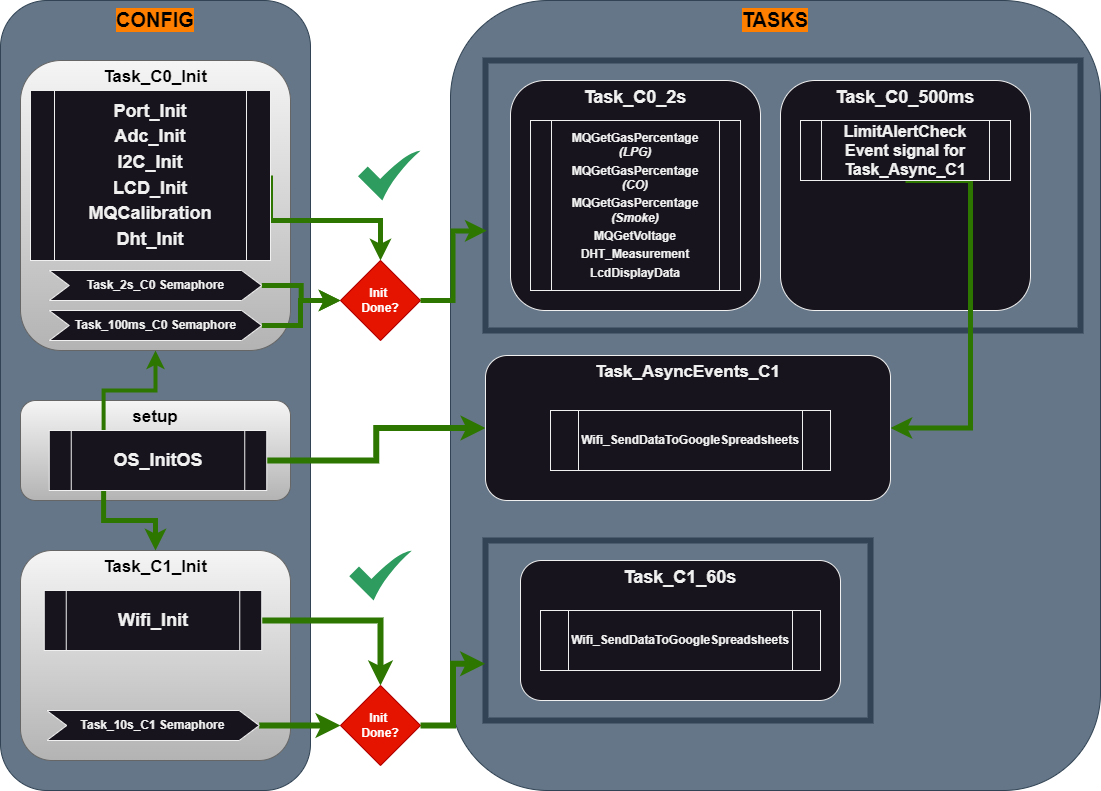 CONFIG
Task_C0_Init
Port_Init
Adc_Init
I2C_Init
LCD_Init
MQCalibration
Dht_Init
Task_2s_C0 Semaphore
Task_100ms_C0 Semaphore
Init
Done?
setup
OS_InitOS
Task_C1_Init
Wifi_Init
Task_10s_C1 Semaphore
Init
Done?
TASKS
Task_C0_2s
MQGetGasPercentage
(LPG)
MQGetGasPercentage
(CO)
MQGetGasPercentage
(Smoke)
MQGetVoltage
DHT_Measurement
LcdDisplayData
Task_C0_500ms
LimitAlertCheck
Event signal for
Task_Async_C1
Task_AsyncEvents_C1
Wifi_SendDataToGoogleSpreadsheets
Task_C1_60s
Wifi_SendDataToGoogleSpreadsheets